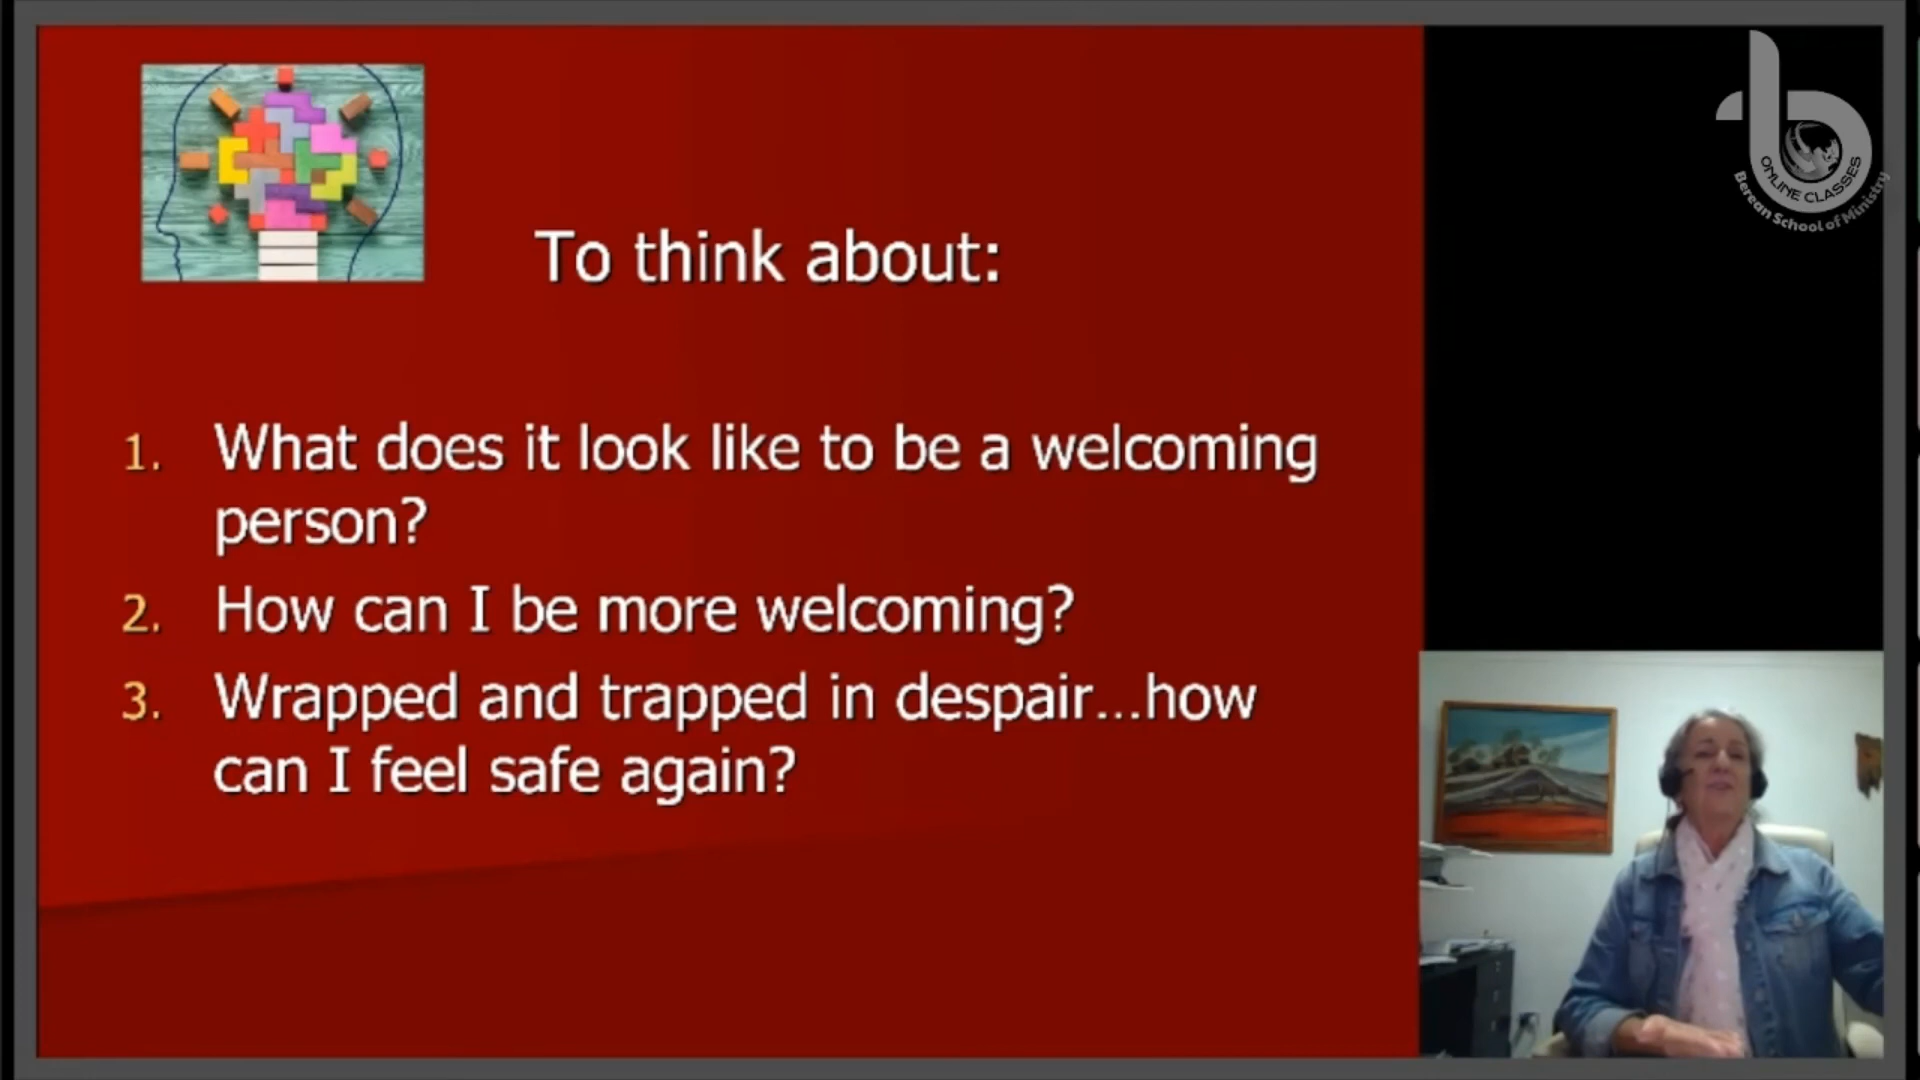 To think about:
1. What does it look like to be a welcoming
person?
2. How can I be more welcoming?
3. Wrapped and trapped in despair...how
can I feel safe again?
ONLINE CLASSES
Berean School of Ministry